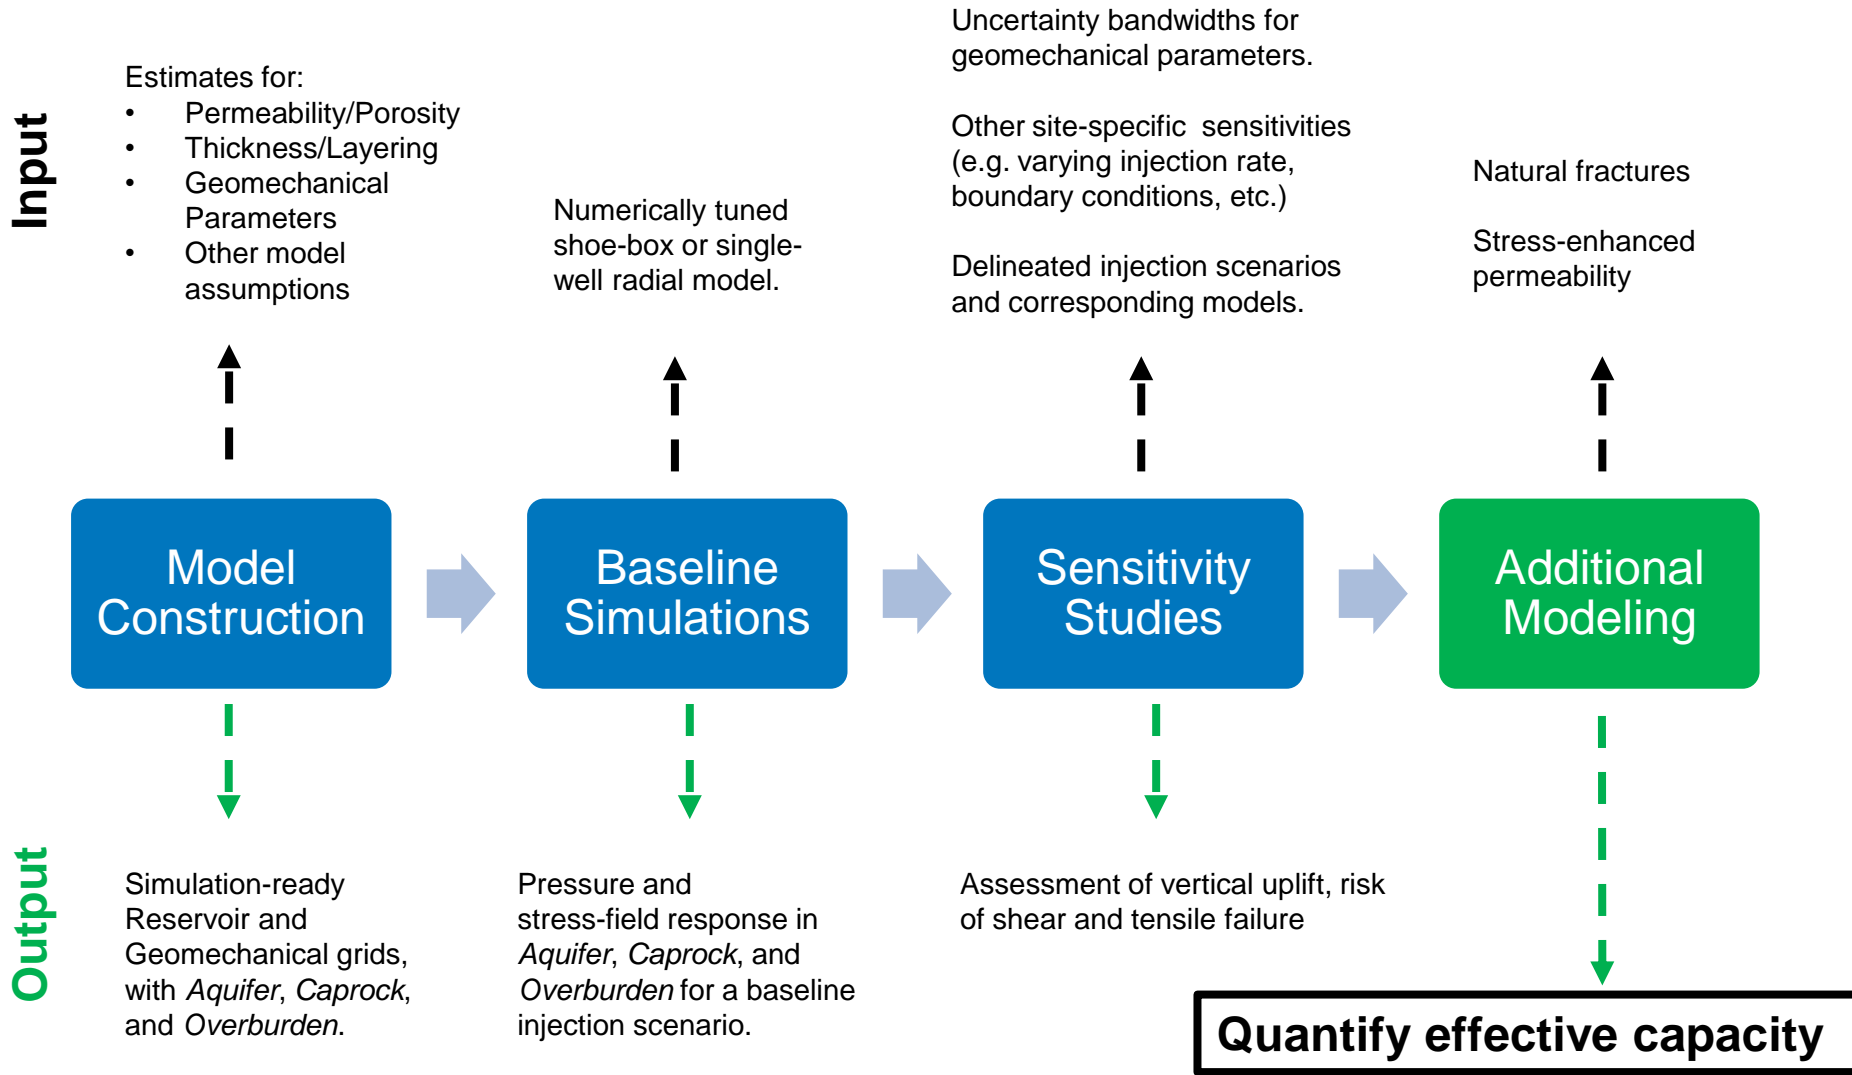 Input
Estimates for:
• Permeability/Porosity
• Thickness/Layering
• Geomechanical
Parameters
• Other model
assumptions
Numerically tuned
shoe-box or single-
well radial model.
Uncertainty bandwidths for
geomechanical parameters.
Other site-specific sensitivities
(e.g. varying injection rate,
boundary conditions, etc.)
Delineated injection scenarios
and corresponding models.
Natural fractures
Stress-enhanced
permeability
Model
Construction
Baseline
Simulations
Sensitivity
Studies
Additional
Modeling
Output
Simulation-ready
Reservoir and
Geomechanical grids,
with Aquifer, Caprock,
and Overburden.
Pressure and
stress-field response in
Aquifer, Caprock, and
Overburden for a baseline
injection scenario.
Assessment of vertical uplift, risk
of shear and tensile failure
Quantify effective capacity